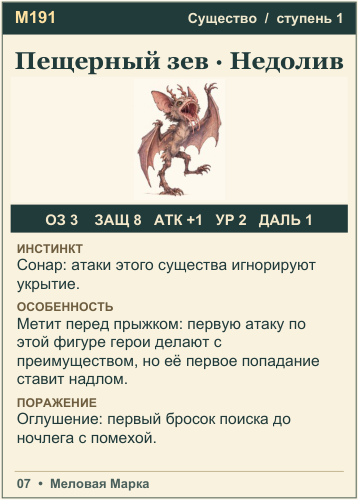 M191
Существо / ступень 1
Пещерный зев · Недолив
ОЗ 3 ЗАЩ 8 АТК +1 УР 2 ДАЛЬ 1
ИНСТИНКТ
Сонар: атаки этого существа игнорируют
укрытие.
ОСОБЕННОСТЬ
Метит перед прыжком: первую атаку по
этой фигуре герои делают с
преимуществом, но её первое попадание
ставит надлом.
ПОРАЖЕНИЕ
Оглушение: первый бросок поиска до
ночлега с помехой.
07 • Меловая Марка